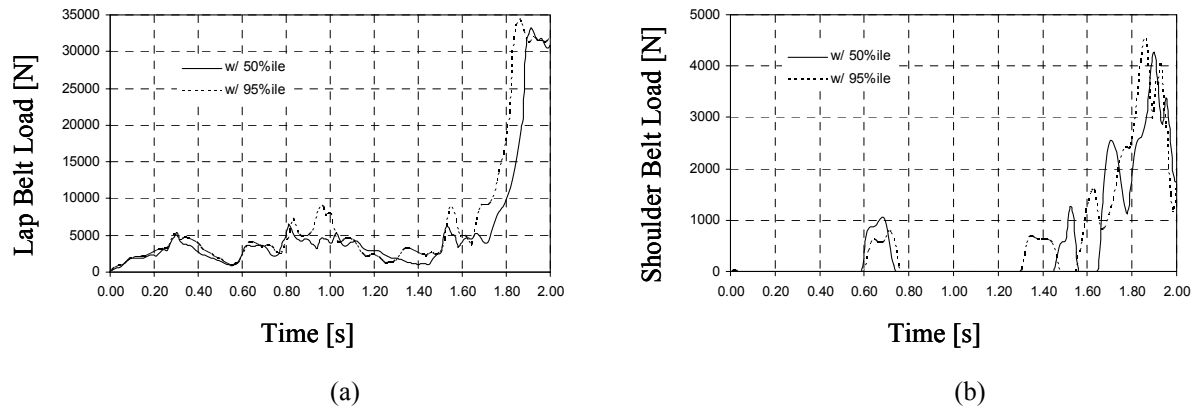 Lap Belt Load [N]
35000
30000
25000
20000
15000
10000
5000
0
w/ 50%ile
w/ 95%ile
0.00 0.20 0.40 0.60 0.80 1.00 1.20 1.40 1.60 1.80 2.00
Time [s]
(a)
Shoulder Belt Load [N]
5000
4000
3000
2000
1000
0
w/ 50%ile
w/ 95%ile
0.00 0.20 0.40 0.60 0.80 1.00 1.20 1.40 1.60 1.80 2.00
Time [s]
(b)